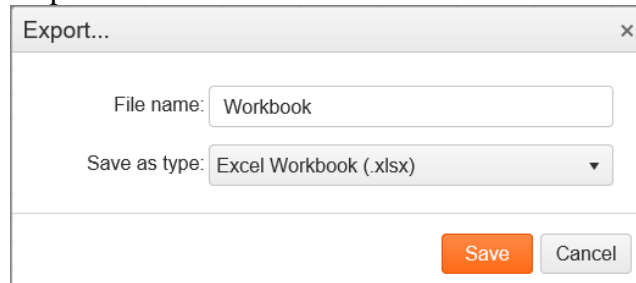 Export...
×
File name: Workbook
Save as type: Excel Workbook (.xlsx)
Save Cancel